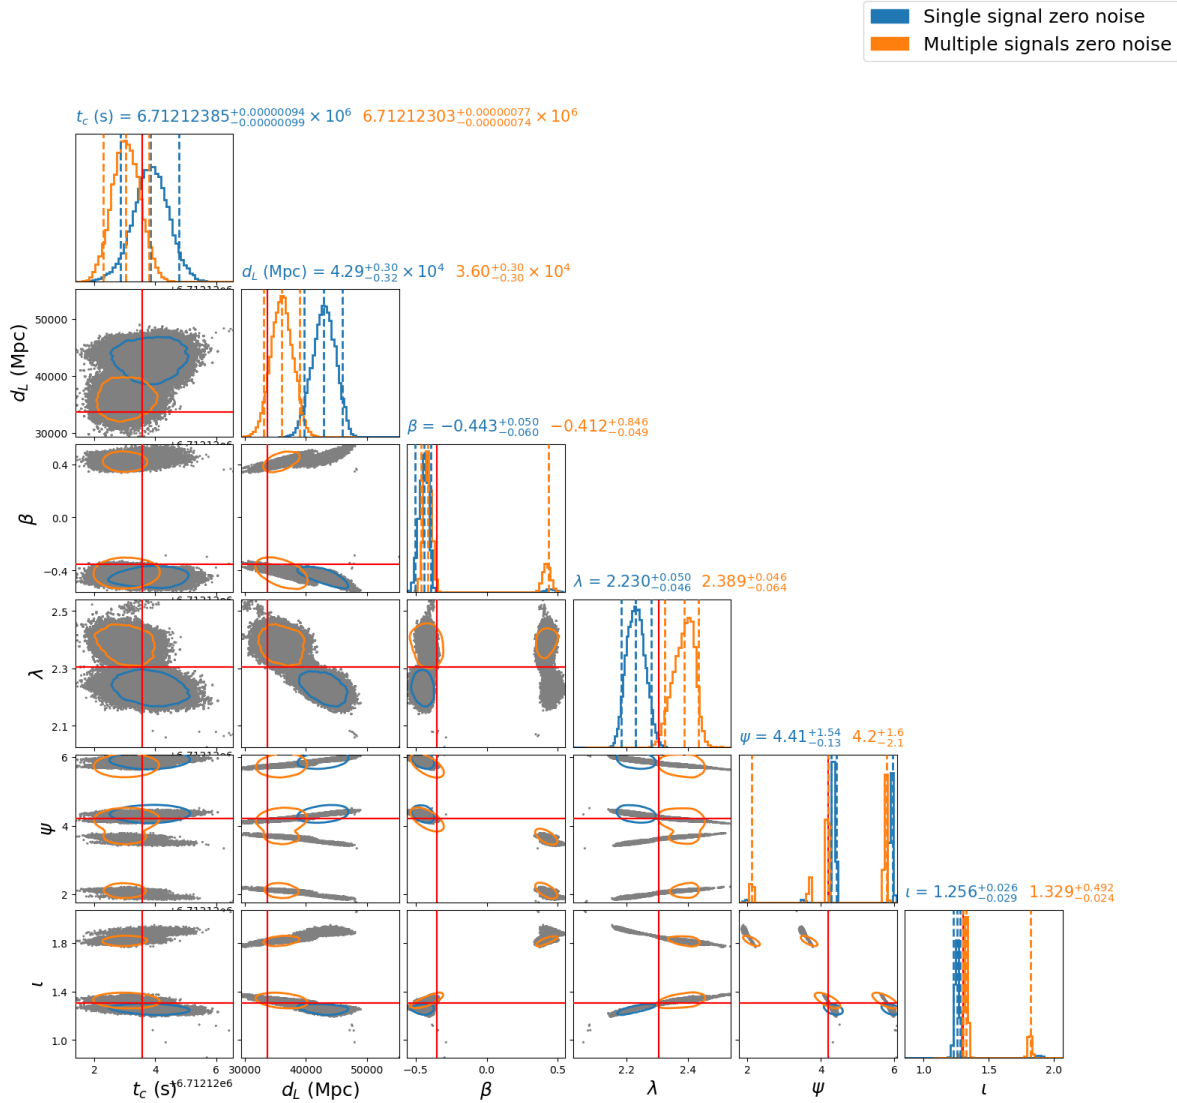 Single signal zero noise
Multiple signals zero noise
t_c (s) = 6.71212385^{+0.00000094}_{-0.00000099} × 10^6 6.71212303^{+0.00000077}_{-0.00000074} × 10^6
d_L (Mpc) = 4.29^{+0.30}_{-0.32} × 10^4 3.60^{+0.30}_{-0.30} × 10^4
50000
40000
30000
d_L (Mpc)
β = −0.443^{+0.050}_{-0.060} −0.412^{+0.846}_{-0.049}
0.4
0.0
−0.4
β
λ = 2.230^{+0.050}_{-0.046} 2.389^{+0.046}_{-0.064}
2.5
2.3
2.1
λ
ψ = 4.41^{+1.54}_{-0.13} 4.2^{+1.6}_{-2.1}
6
4
2
ψ
ι = 1.256^{+0.026}_{-0.029} 1.329^{+0.492}_{-0.024}
1.8
1.4
1.0
ι
2 4 6 30000 40000 50000 −0.5 0.0 0.5 2.2 2.4 2 4 6 1.0 1.5 2.0
+6.71212e6
t_c (s) d_L (Mpc) β λ ψ ι